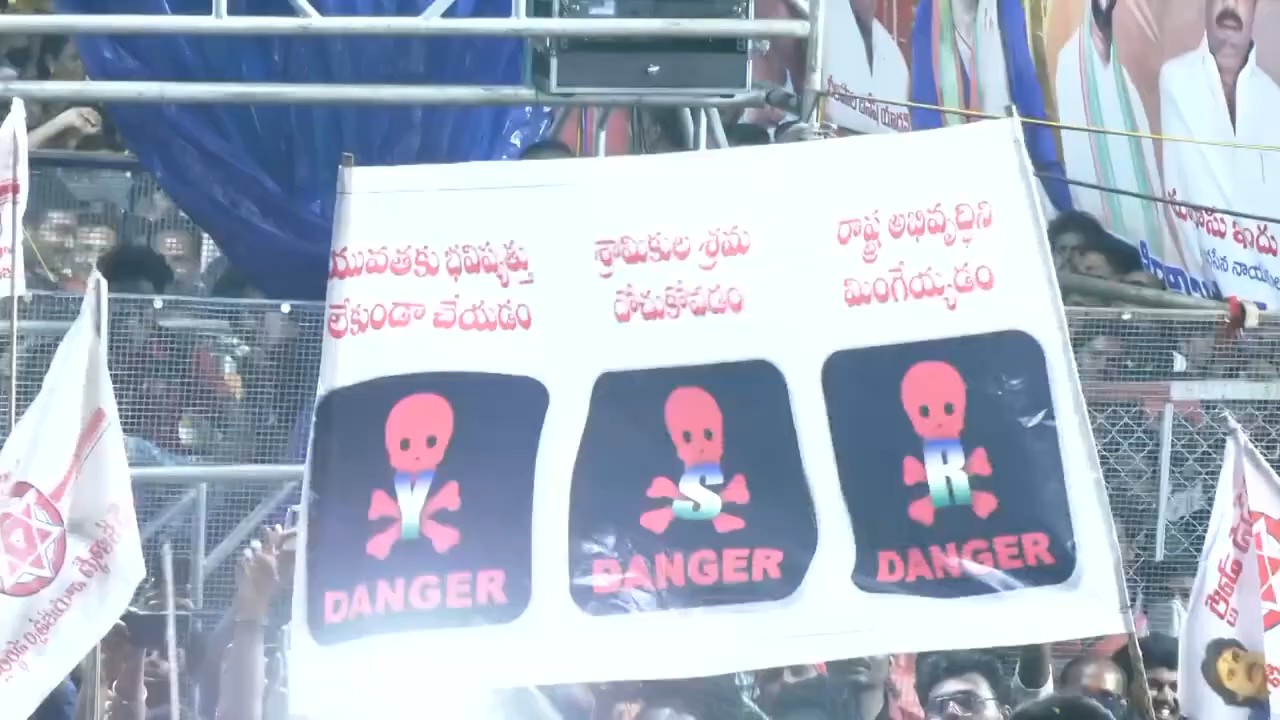 యువతకు భవిష్యత్తు
లేకుండా చేయడం
శ్రామికుల శ్రమ
దోచుకోవడం
రాష్ట్ర అభివృద్ధిని
మింగేయ్యడం
Y
DANGER
S
DANGER
R
DANGER